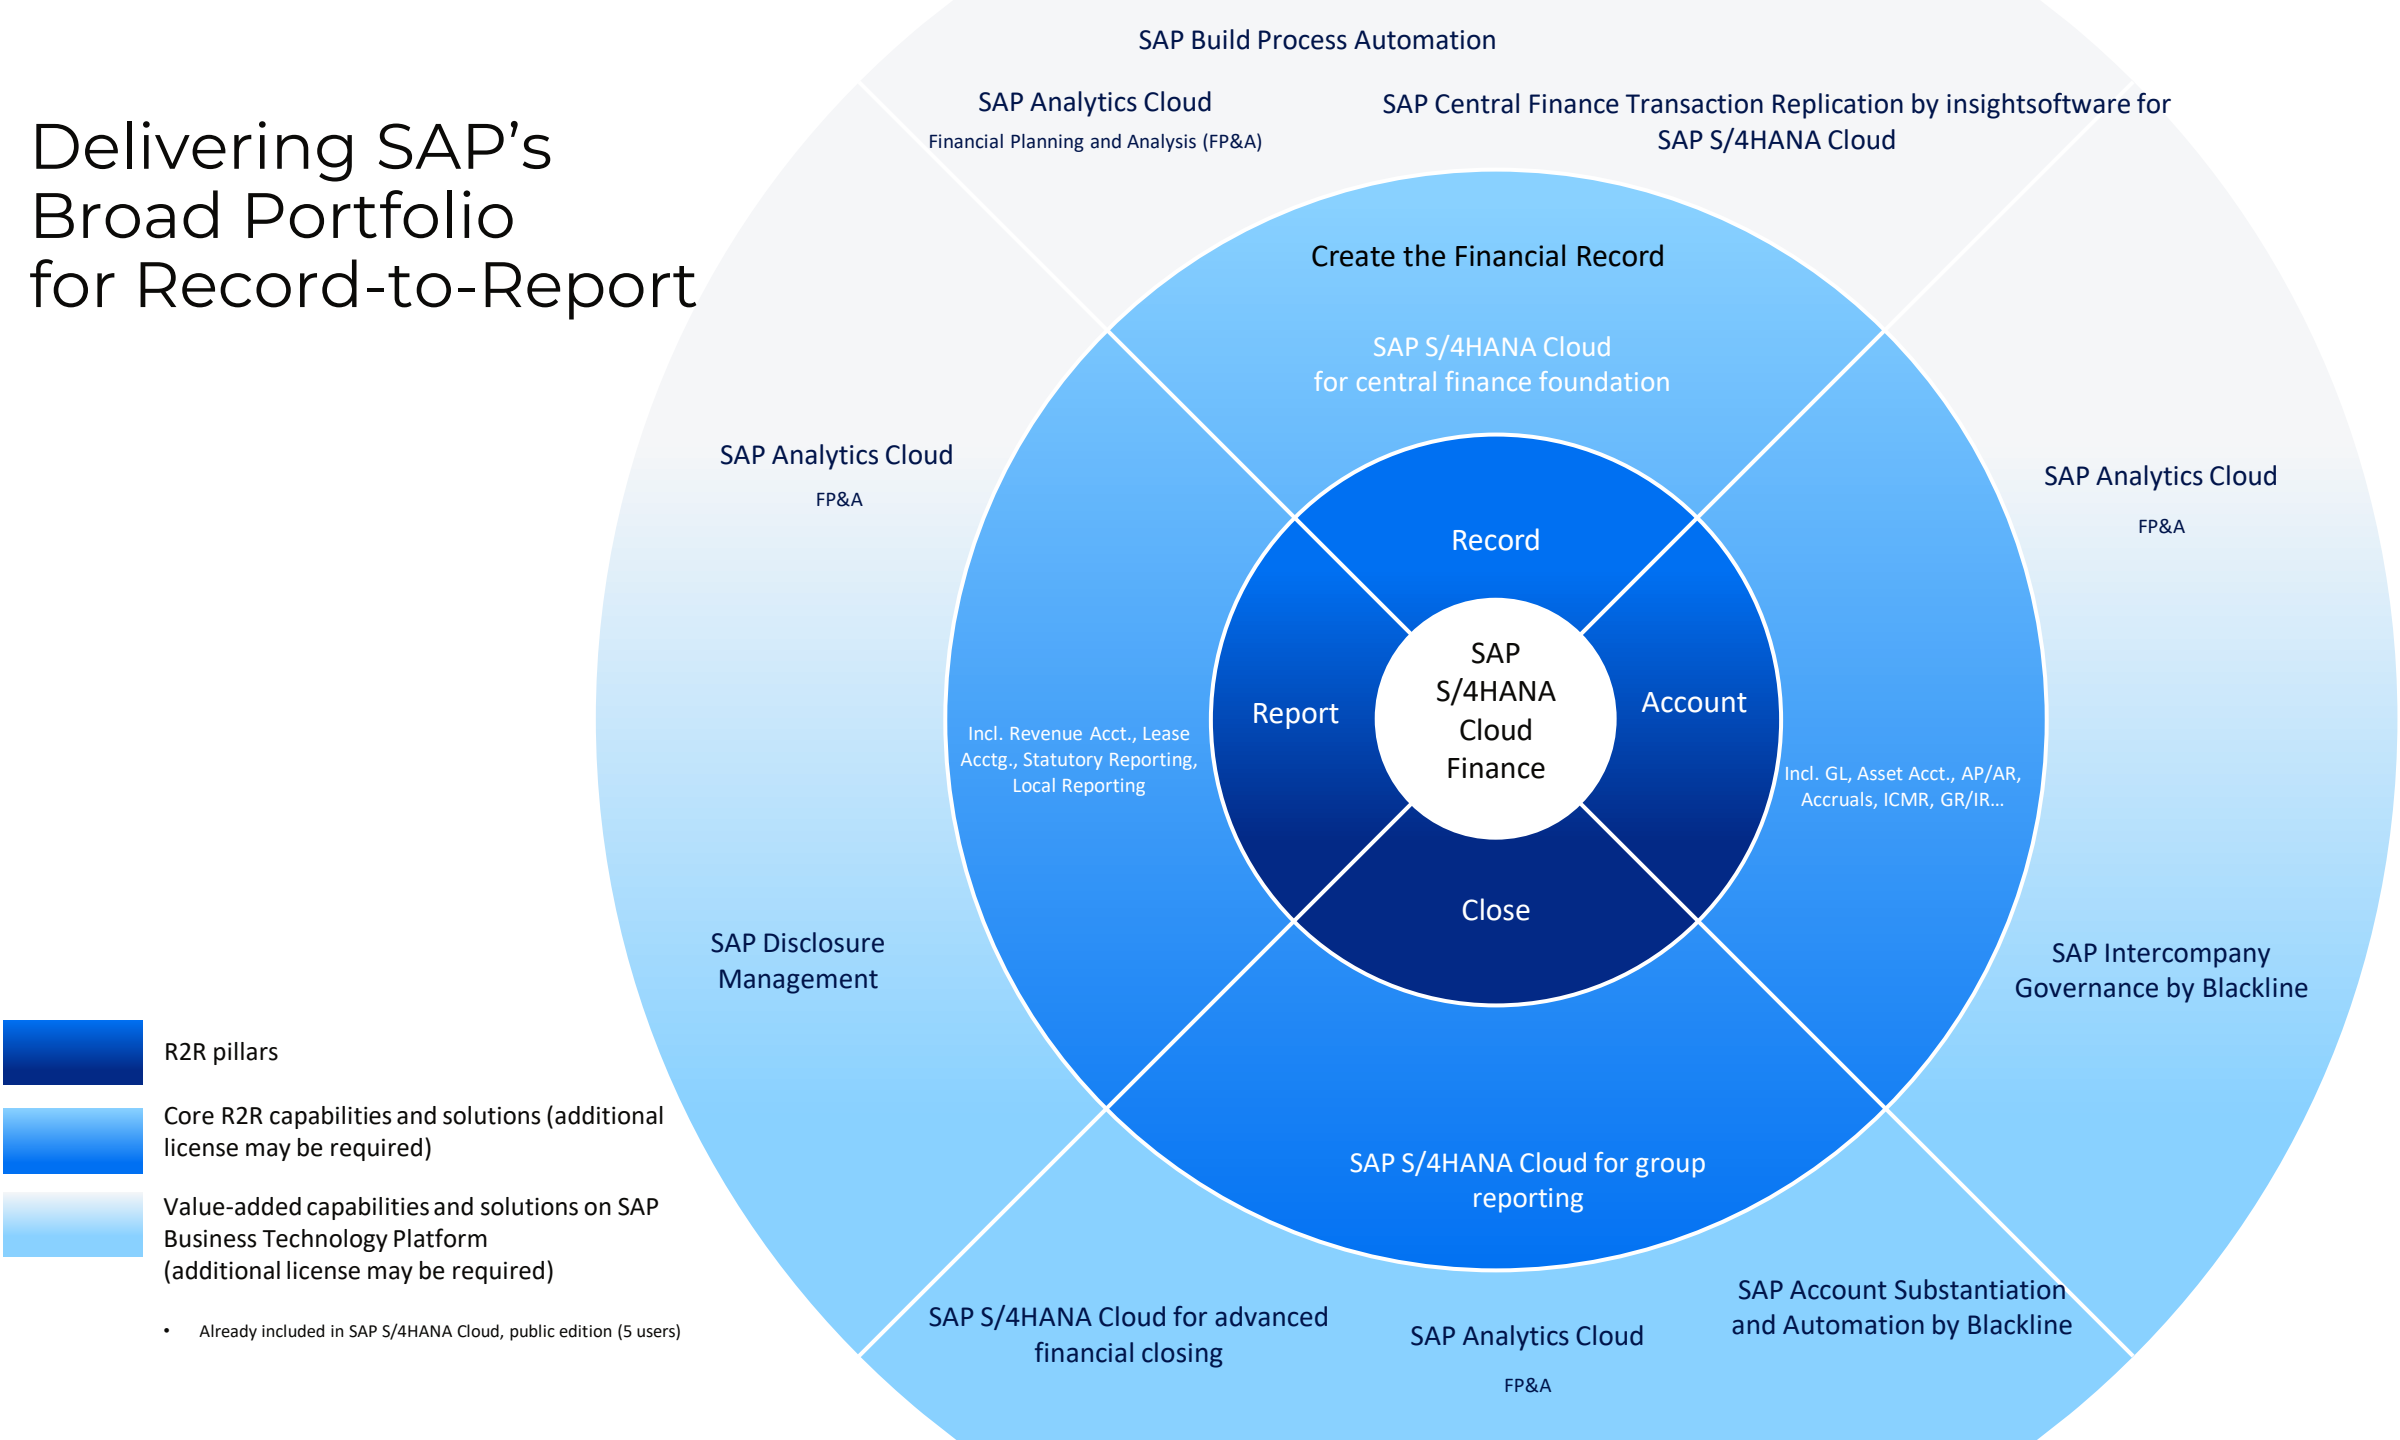 Delivering SAP's
Broad Portfolio
for Record-to-Report
SAP Build Process Automation
SAP Analytics Cloud
Financial Planning and Analysis (FP&A)
SAP Central Finance Transaction Replication by insightsoftware for
SAP S/4HANA Cloud
Create the Financial Record
SAP S/4HANA Cloud
for central finance foundation
SAP Analytics Cloud
FP&A
SAP Analytics Cloud
FP&A
Record
Report
SAP
S/4HANA
Cloud
Finance
Account
Close
Incl. Revenue Acct., Lease
Acctg., Statutory Reporting,
Local Reporting
Incl. GL, Asset Acct., AP/AR,
Accruals, ICMR, GR/IR...
SAP Disclosure
Management
SAP Intercompany
Governance by Blackline
SAP S/4HANA Cloud for group
reporting
SAP S/4HANA Cloud for advanced
financial closing
SAP Analytics Cloud
FP&A
SAP Account Substantiation
and Automation by Blackline
R2R pillars
Core R2R capabilities and solutions (additional
license may be required)
Value-added capabilities and solutions on SAP
Business Technology Platform
(additional license may be required)
• Already included in SAP S/4HANA Cloud, public edition (5 users)